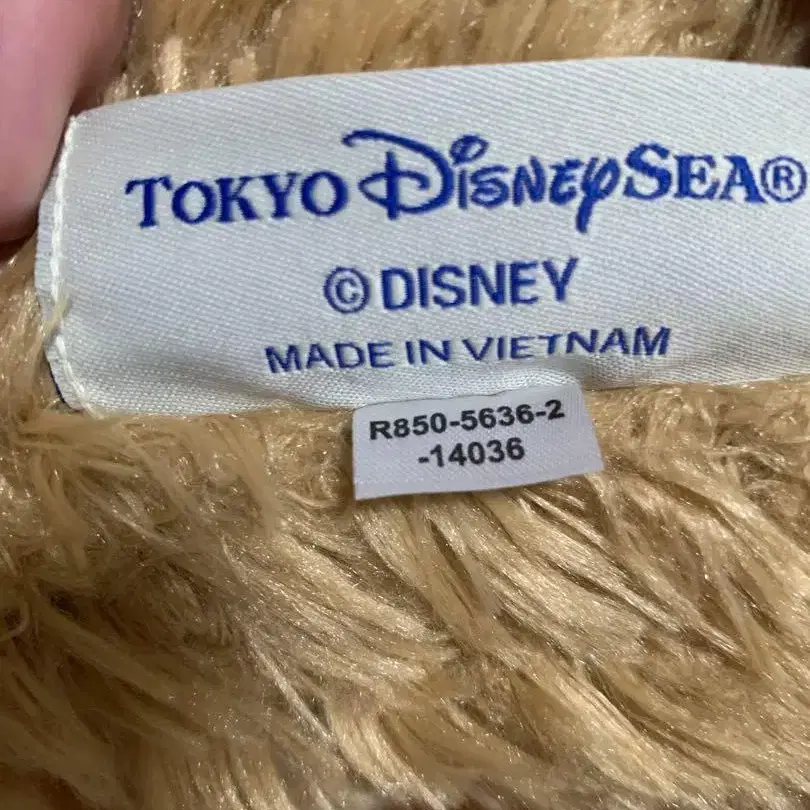 TOKYO DISNEYSEA®
© DISNEY
MADE IN VIETNAM
R850-5636-2
-14036